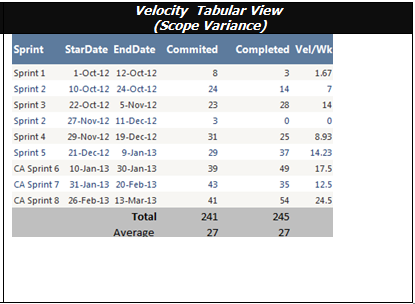 Velocity Tabular View
(Scope Variance)
Sprint StarDate EndDate Commited Completed Vel/Wk
Sprint 1 1-Oct-12 12-Oct-12 8 3 1.67
Sprint 2 10-Oct-12 24-Oct-12 24 14 7
Sprint 3 22-Oct-12 5-Nov-12 23 28 14
Sprint 2 27-Nov-12 11-Dec-12 3 0 0
Sprint 4 29-Nov-12 19-Dec-12 31 25 8.93
Sprint 5 21-Dec-12 9-Jan-13 29 37 14.23
CA Sprint 6 10-Jan-13 30-Jan-13 39 49 17.5
CA Sprint 7 31-Jan-13 20-Feb-13 43 35 12.5
CA Sprint 8 26-Feb-13 13-Mar-13 41 54 24.5
Total 241 245
Average 27 27